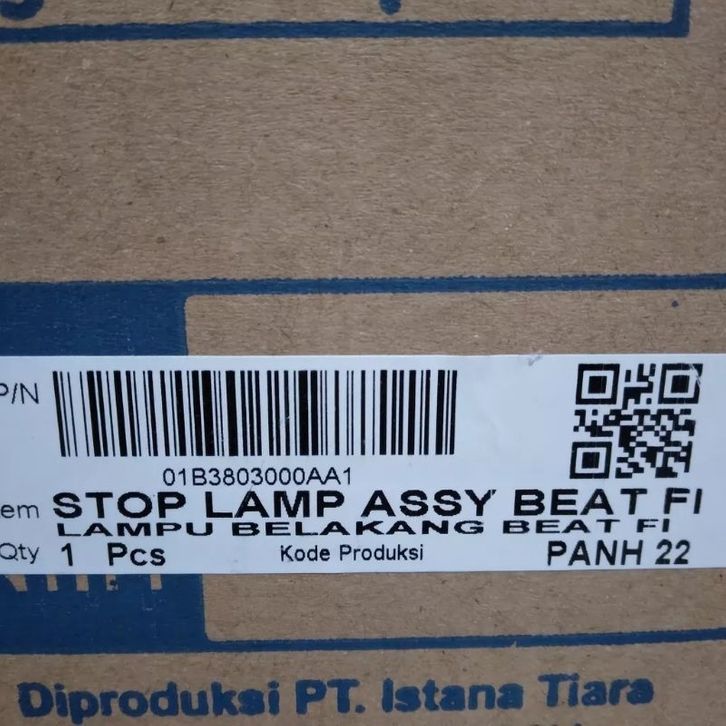 P/N
01B3803000AA1
em STOP LAMP ASSY BEAT FI
LAMPU BELAKANG BEAT FI
Qty 1 Pcs Kode Produksi PANH 22
Diproduksi PT. Istana Tiara